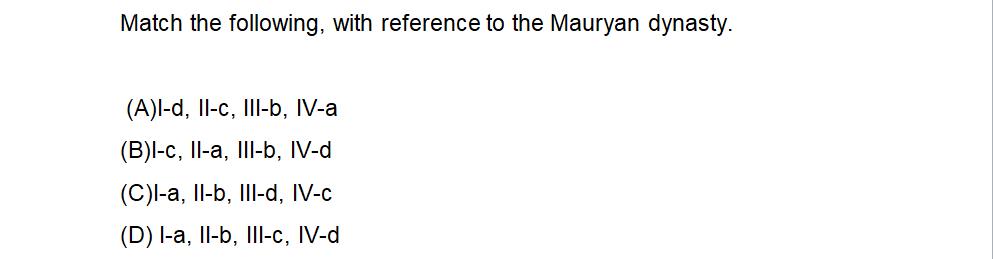 Match the following, with reference to the Mauryan dynasty.
(A)I-d, II-c, III-b, IV-a
(B)I-c, II-a, III-b, IV-d
(C)I-a, II-b, III-d, IV-c
(D) I-a, II-b, III-c, IV-d